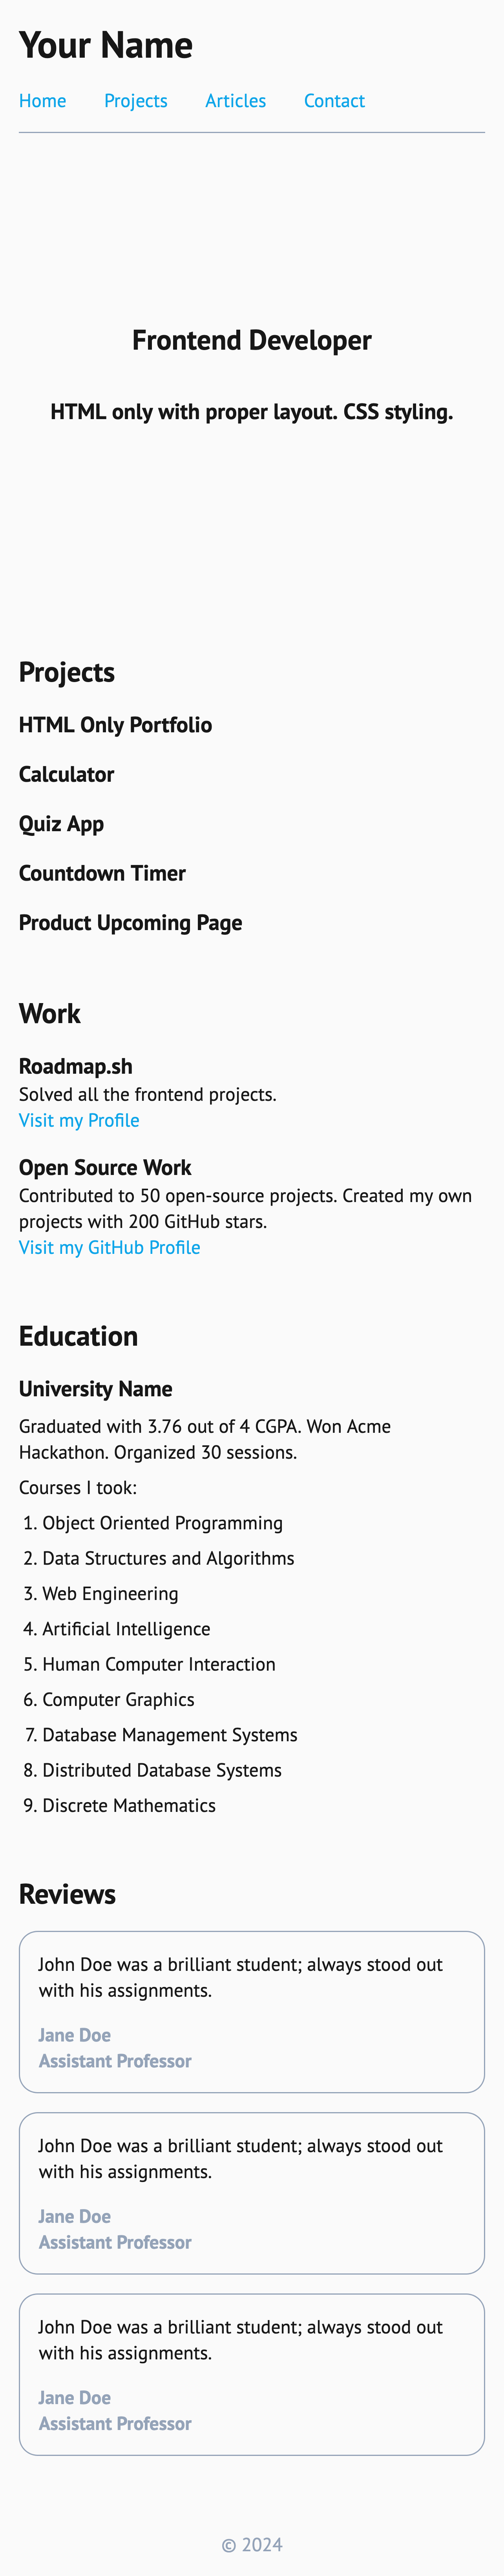 Your Name
Home Projects Articles Contact
Frontend Developer
HTML only with proper layout. CSS styling.
Projects
HTML Only Portfolio
Calculator
Quiz App
Countdown Timer
Product Upcoming Page
Work
Roadmap.sh
Solved all the frontend projects.
Visit my Profile
Open Source Work
Contributed to 50 open-source projects. Created my own
projects with 200 GitHub stars.
Visit my GitHub Profile
Education
University Name
Graduated with 3.76 out of 4 CGPA. Won Acme
Hackathon. Organized 30 sessions.
Courses I took:
1. Object Oriented Programming
2. Data Structures and Algorithms
3. Web Engineering
4. Artificial Intelligence
5. Human Computer Interaction
6. Computer Graphics
7. Database Management Systems
8. Distributed Database Systems
9. Discrete Mathematics
Reviews
John Doe was a brilliant student; always stood out
with his assignments.
Jane Doe
Assistant Professor
John Doe was a brilliant student; always stood out
with his assignments.
Jane Doe
Assistant Professor
John Doe was a brilliant student; always stood out
with his assignments.
Jane Doe
Assistant Professor
© 2024